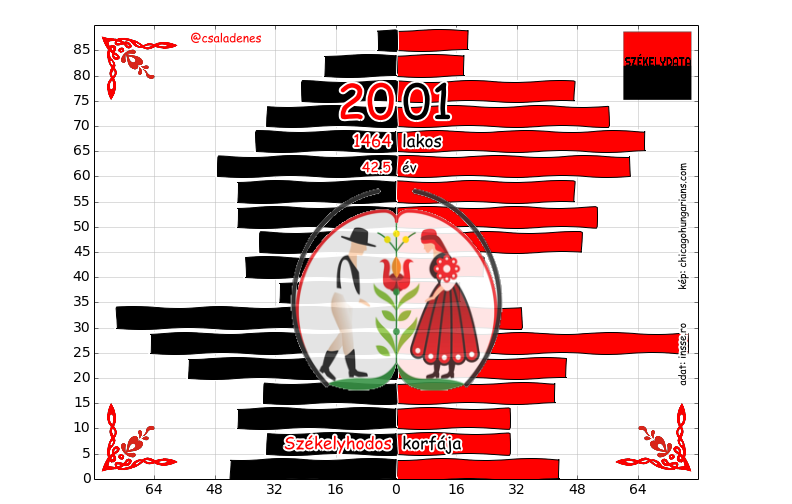 @csaladenes
SZÉKELYDATA
2001
1464 lakos
42.5 év
85
80
75
70
65
60
55
50
45
40
35
30
25
20
15
10
5
0
kép: chicagohungarians.com
adat: insse.ro
Székelyhodos korfája
64 48 32 16 0 16 32 48 64